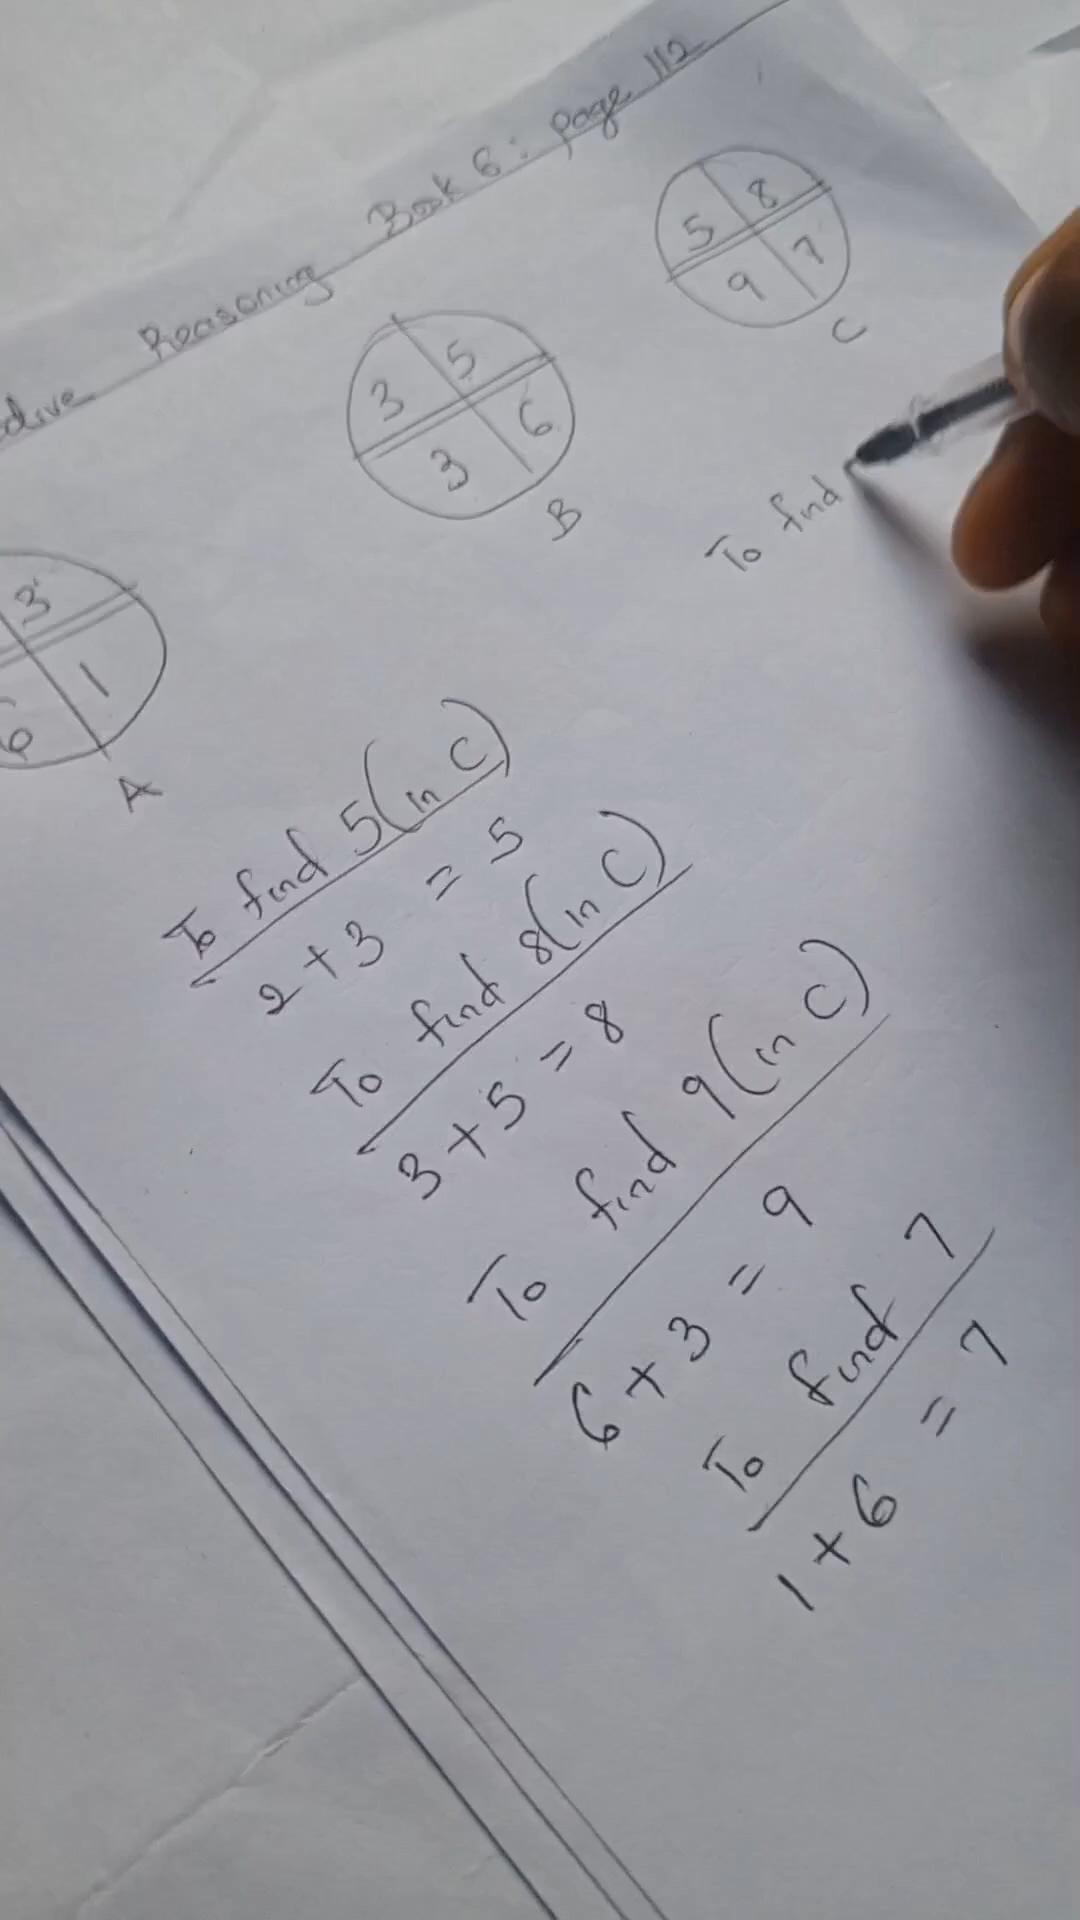 Reasoning Book 6: page 112
5 8
9 7
C
3 5
3 6
B
3
6 1
A
To find
To find 5 (in C)
2 + 3 = 5
To find 8 (in C)
3 + 5 = 8
To find 9 (in C)
6 + 3 = 9
To find 7
1 + 6 = 7